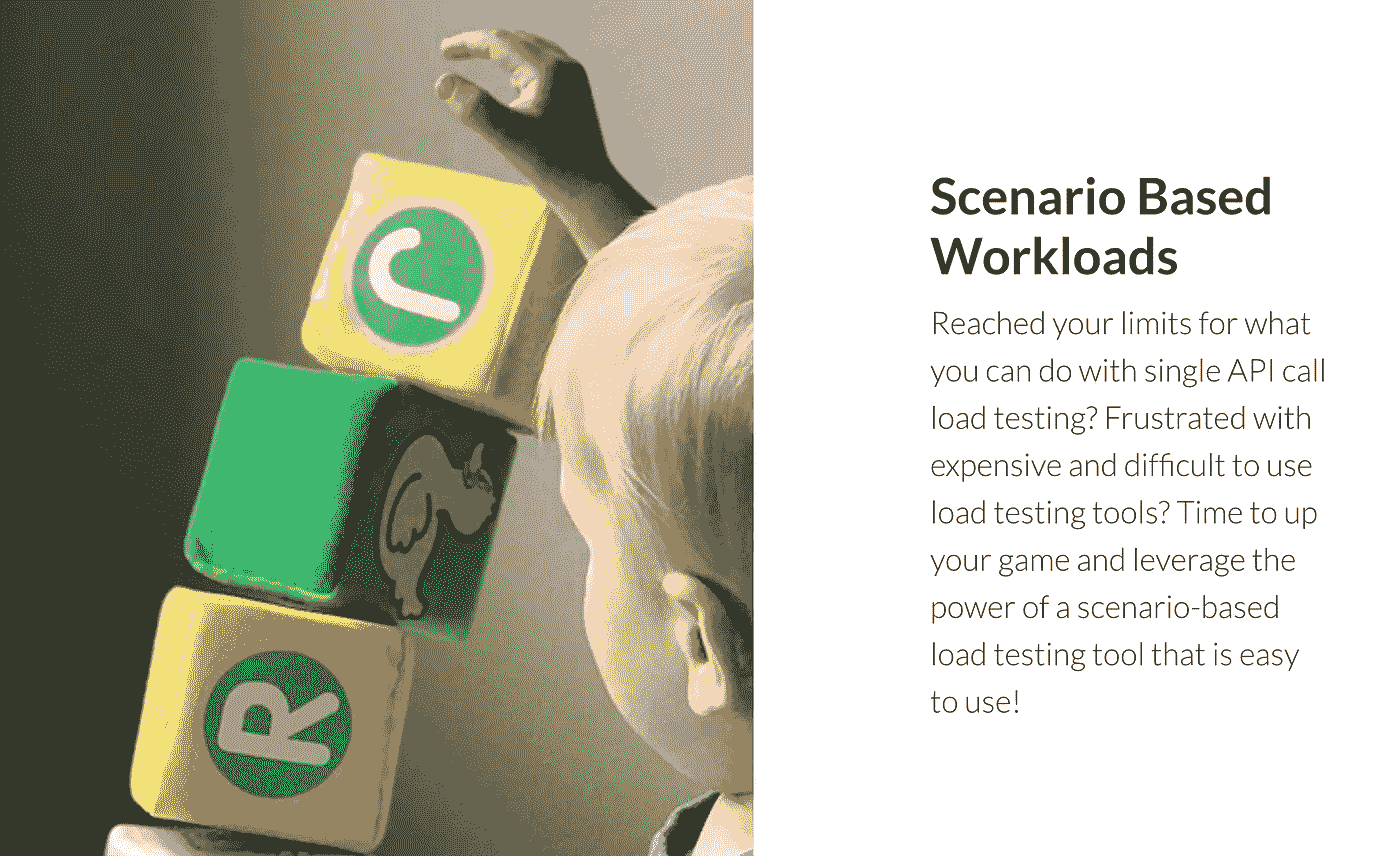 J
R
Scenario Based
Workloads
Reached your limits for what
you can do with single API call
load testing? Frustrated with
expensive and difficult to use
load testing tools? Time to up
your game and leverage the
power of a scenario-based
load testing tool that is easy
to use!